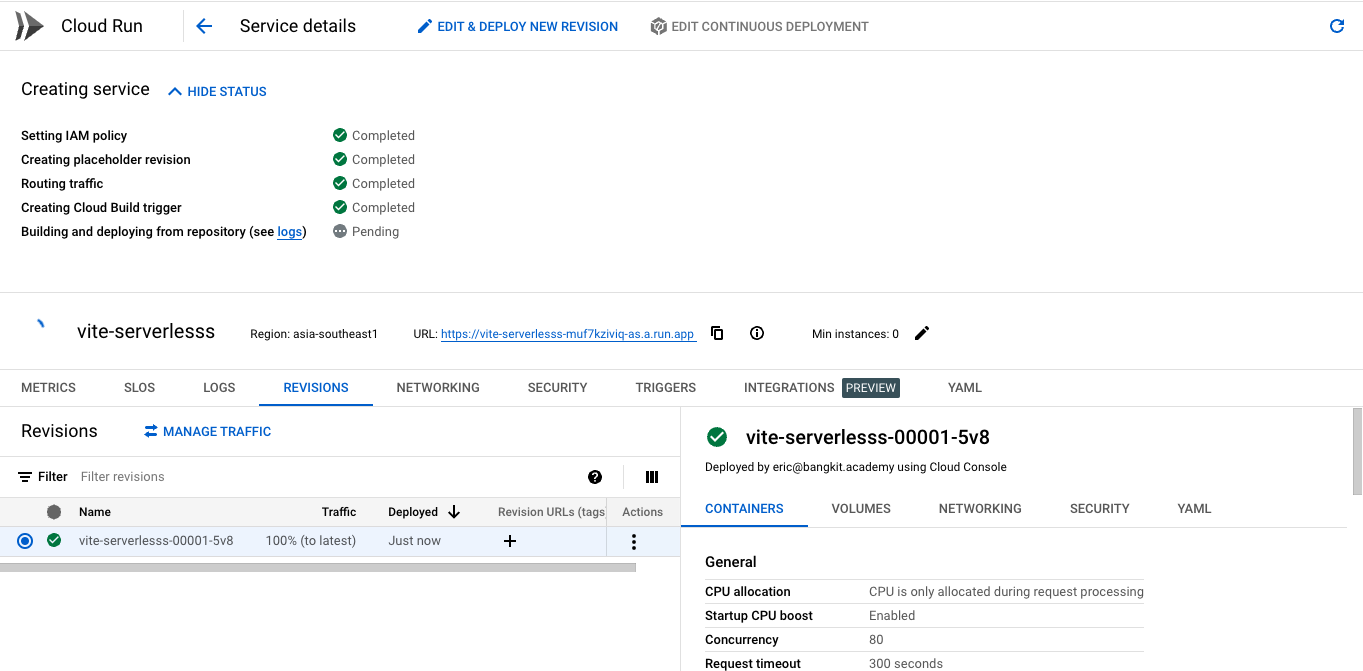 Cloud Run
Service details
EDIT & DEPLOY NEW REVISION
EDIT CONTINUOUS DEPLOYMENT
Creating service
HIDE STATUS
Setting IAM policy Completed
Creating placeholder revision Completed
Routing traffic Completed
Creating Cloud Build trigger Completed
Building and deploying from repository (see logs) Pending
vite-serverlesss
Region: asia-southeast1
URL: https://vite-serverlesss-muf7kziviq-as.a.run.app
Min instances: 0
METRICS SLOS LOGS REVISIONS NETWORKING SECURITY TRIGGERS INTEGRATIONS PREVIEW YAML
Revisions
MANAGE TRAFFIC
Filter Filter revisions
Name Traffic Deployed Revision URLs (tags Actions
vite-serverlesss-00001-5v8 100% (to latest) Just now
vite-serverlesss-00001-5v8
Deployed by eric@bangkit.academy using Cloud Console
CONTAINERS VOLUMES NETWORKING SECURITY YAML
General
CPU allocation CPU is only allocated during request processing
Startup CPU boost Enabled
Concurrency 80
Request timeout 300 seconds